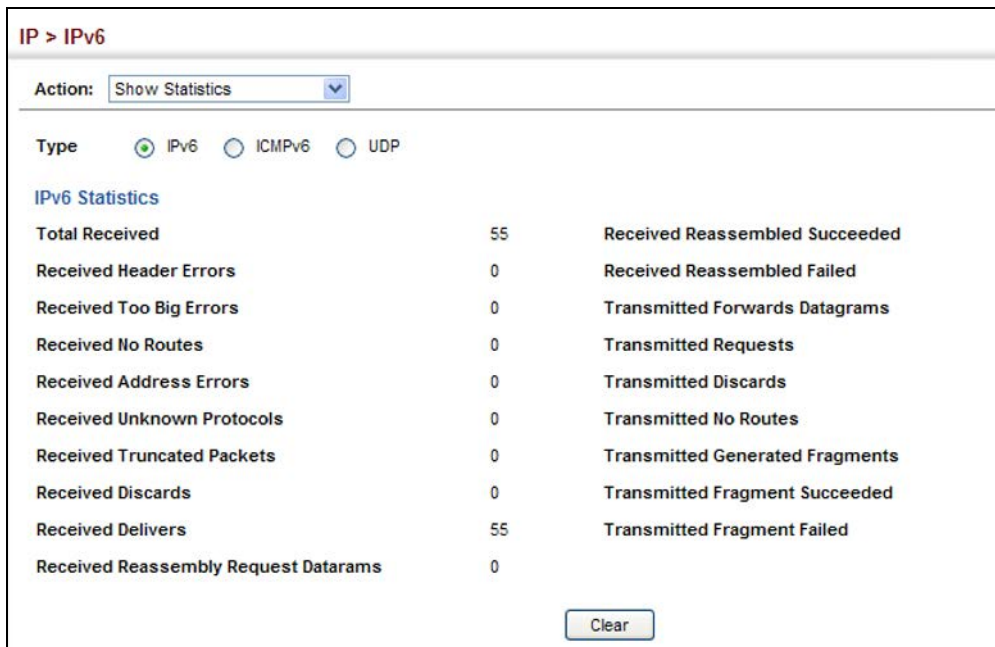 IP > IPv6
Action: Show Statistics
Type IPv6 ICMPv6 UDP
IPv6 Statistics
Total Received 55 Received Reassembled Succeeded
Received Header Errors 0 Received Reassembled Failed
Received Too Big Errors 0 Transmitted Forwards Datagrams
Received No Routes 0 Transmitted Requests
Received Address Errors 0 Transmitted Discards
Received Unknown Protocols 0 Transmitted No Routes
Received Truncated Packets 0 Transmitted Generated Fragments
Received Discards 0 Transmitted Fragment Succeeded
Received Delivers 55 Transmitted Fragment Failed
Received Reassembly Request Datarams 0
Clear